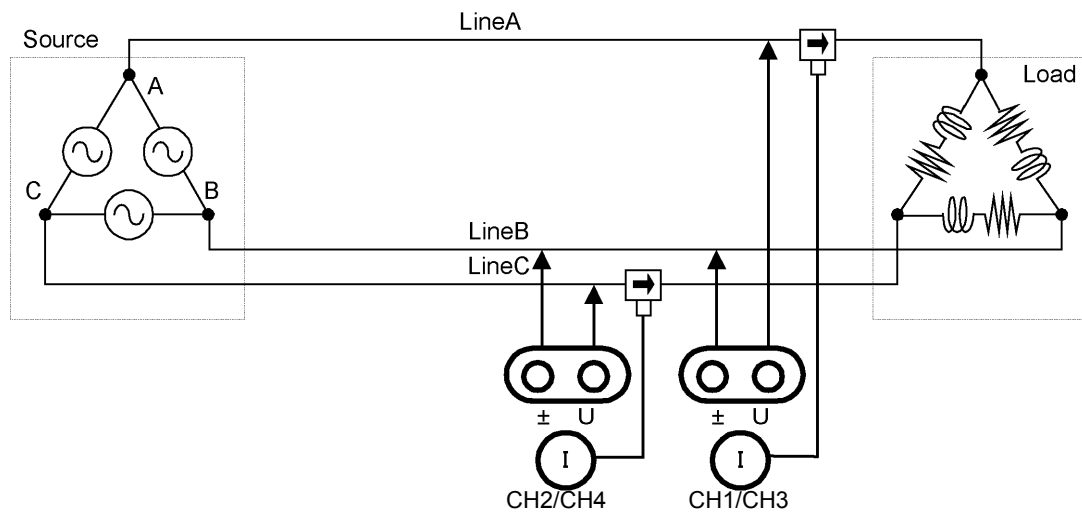 LineA
Source
Load
A
C
B
LineB
LineC
± U
± U
I
I
CH2/CH4
CH1/CH3